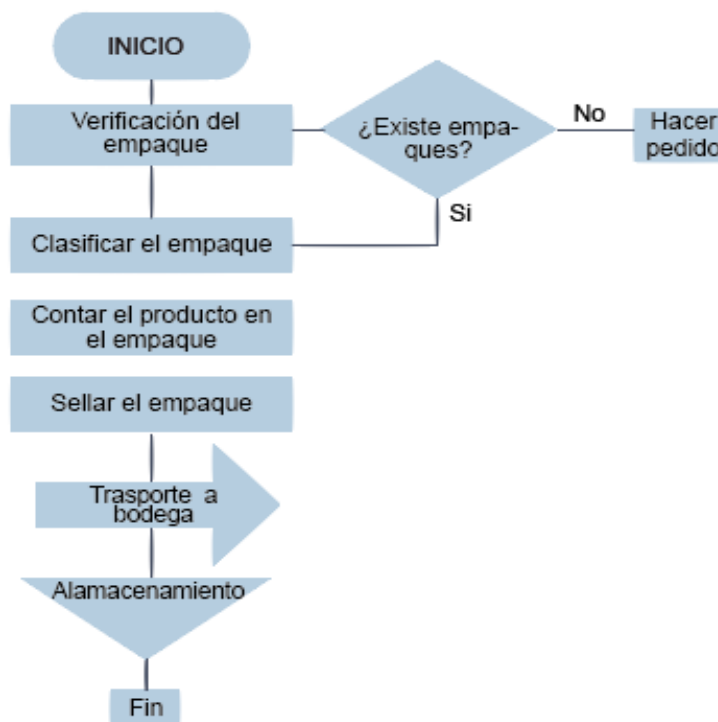 INICIO
Verificación del
empaque
¿Existe empa-
ques?
No
Hacer
pedido
Si
Clasificar el empaque
Contar el producto en
el empaque
Sellar el empaque
Trasporte a
bodega
Alamacenamiento
Fin